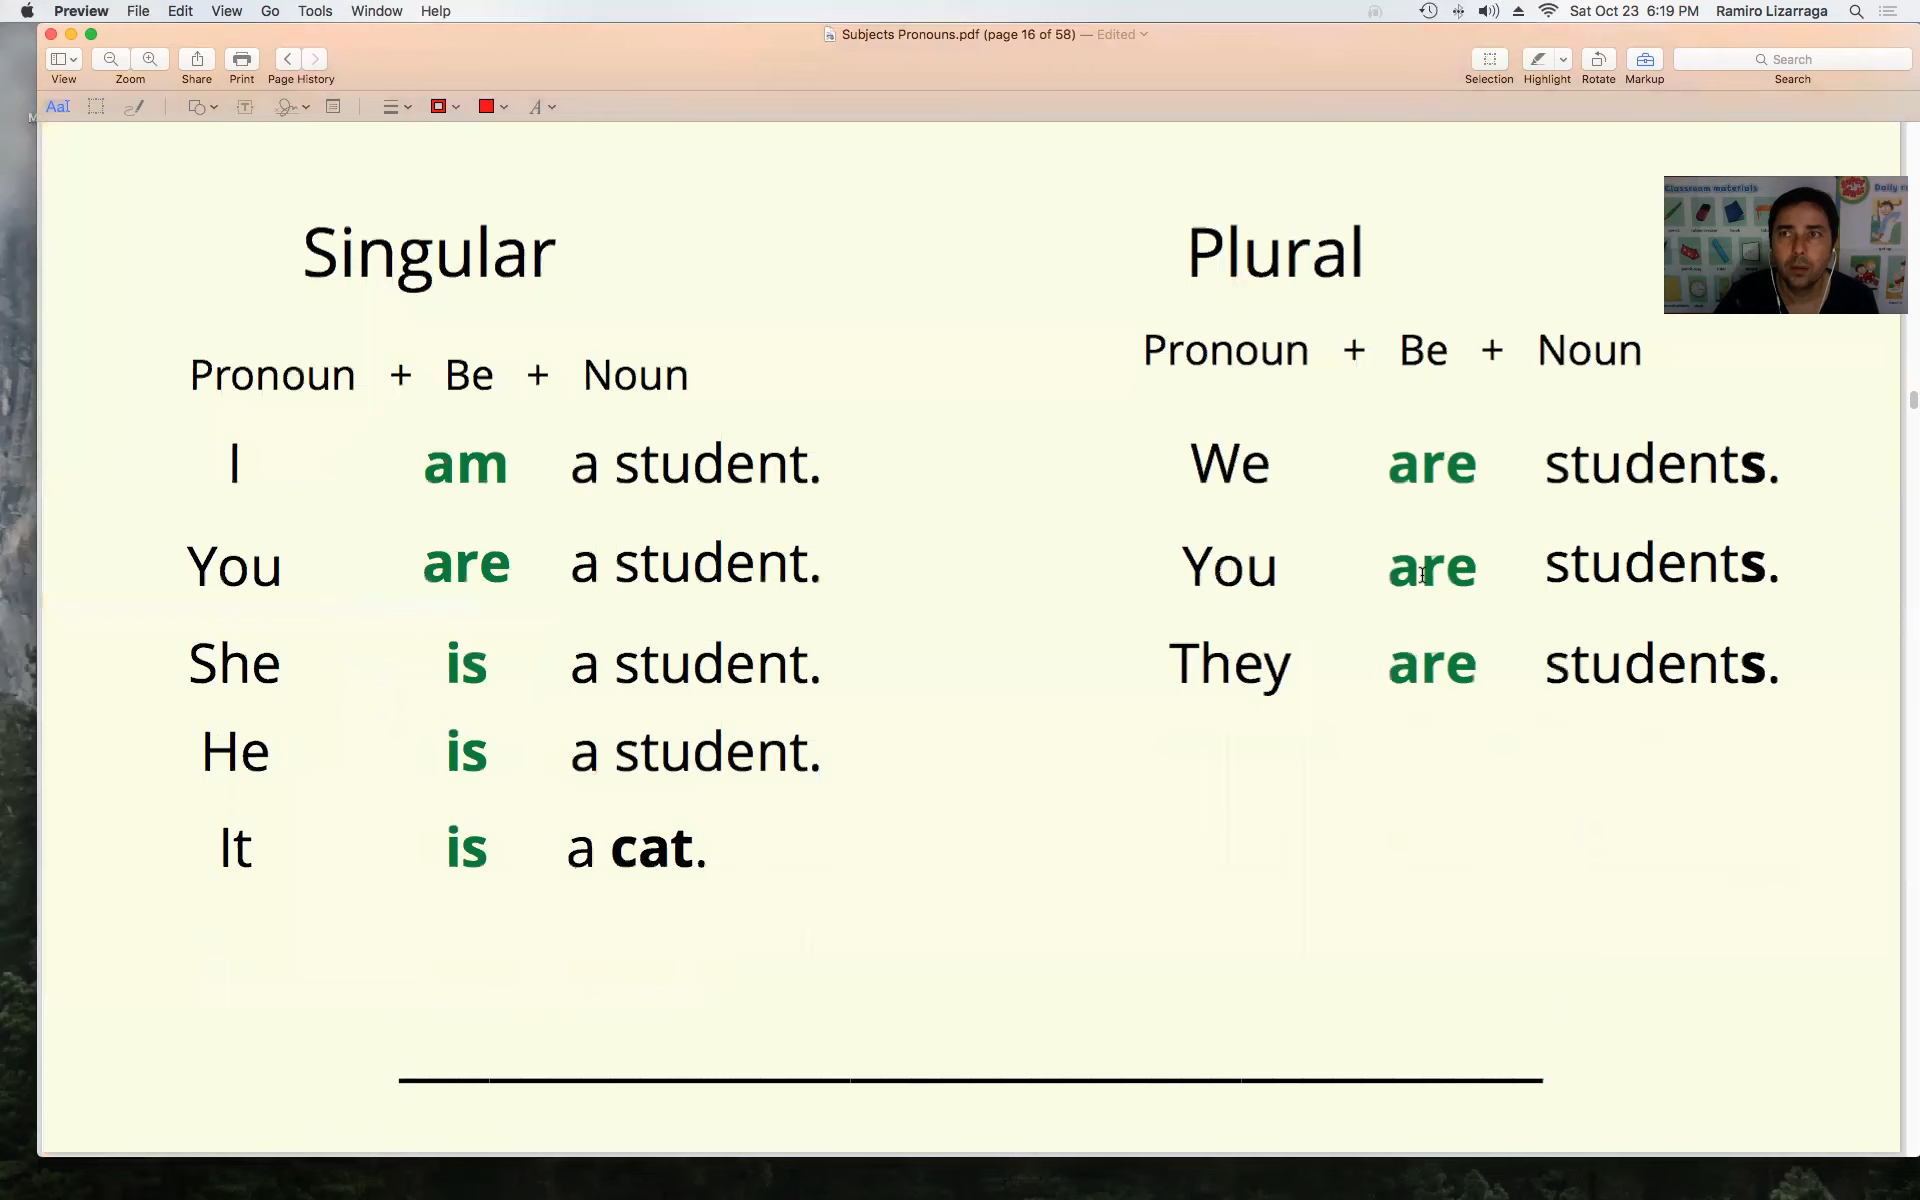 Preview File Edit View Go Tools Window Help
Sat Oct 23 6:19 PM Ramiro Lizarraga
Subjects Pronouns.pdf (page 16 of 58) — Edited
Search
View Zoom Share Print Page History Selection Highlight Rotate Markup Search
AaI
Singular
Pronoun + Be + Noun
I am a student.
You are a student.
She is a student.
He is a student.
It is a cat.
Plural
Pronoun + Be + Noun
We are students.
You are students.
They are students.
Classroom materials
Daily r